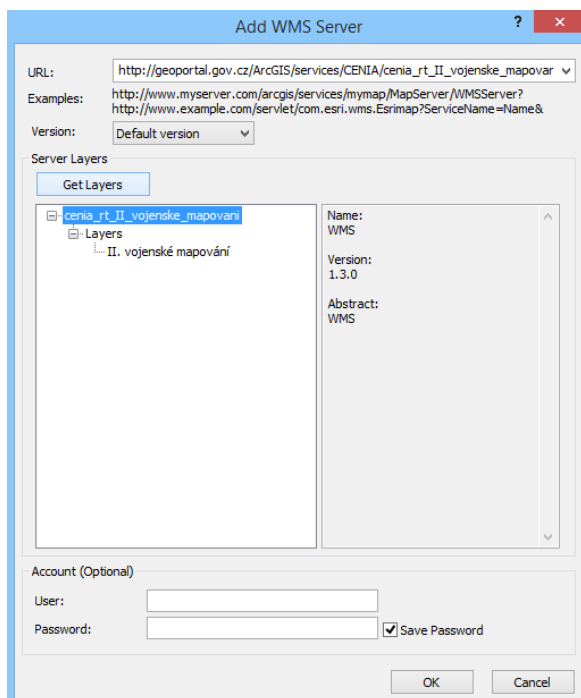 Add WMS Server
?
×
URL:
http://geoportal.gov.cz/ArcGIS/services/CENIA/cenia_rt_II_vojenske_mapovar
Examples:
http://www.myserver.com/arcgis/services/mymap/MapServer/WMSServer?
http://www.example.com/servlet/com.esri.wms.Esrimap?ServiceName=Name&
Version:
Default version
Server Layers
Get Layers
cenia_rt_II_vojenske_mapovani
Layers
II. vojenské mapování
Name:
WMS
Version:
1.3.0
Abstract:
WMS
Account (Optional)
User:
Password:
Save Password
OK
Cancel